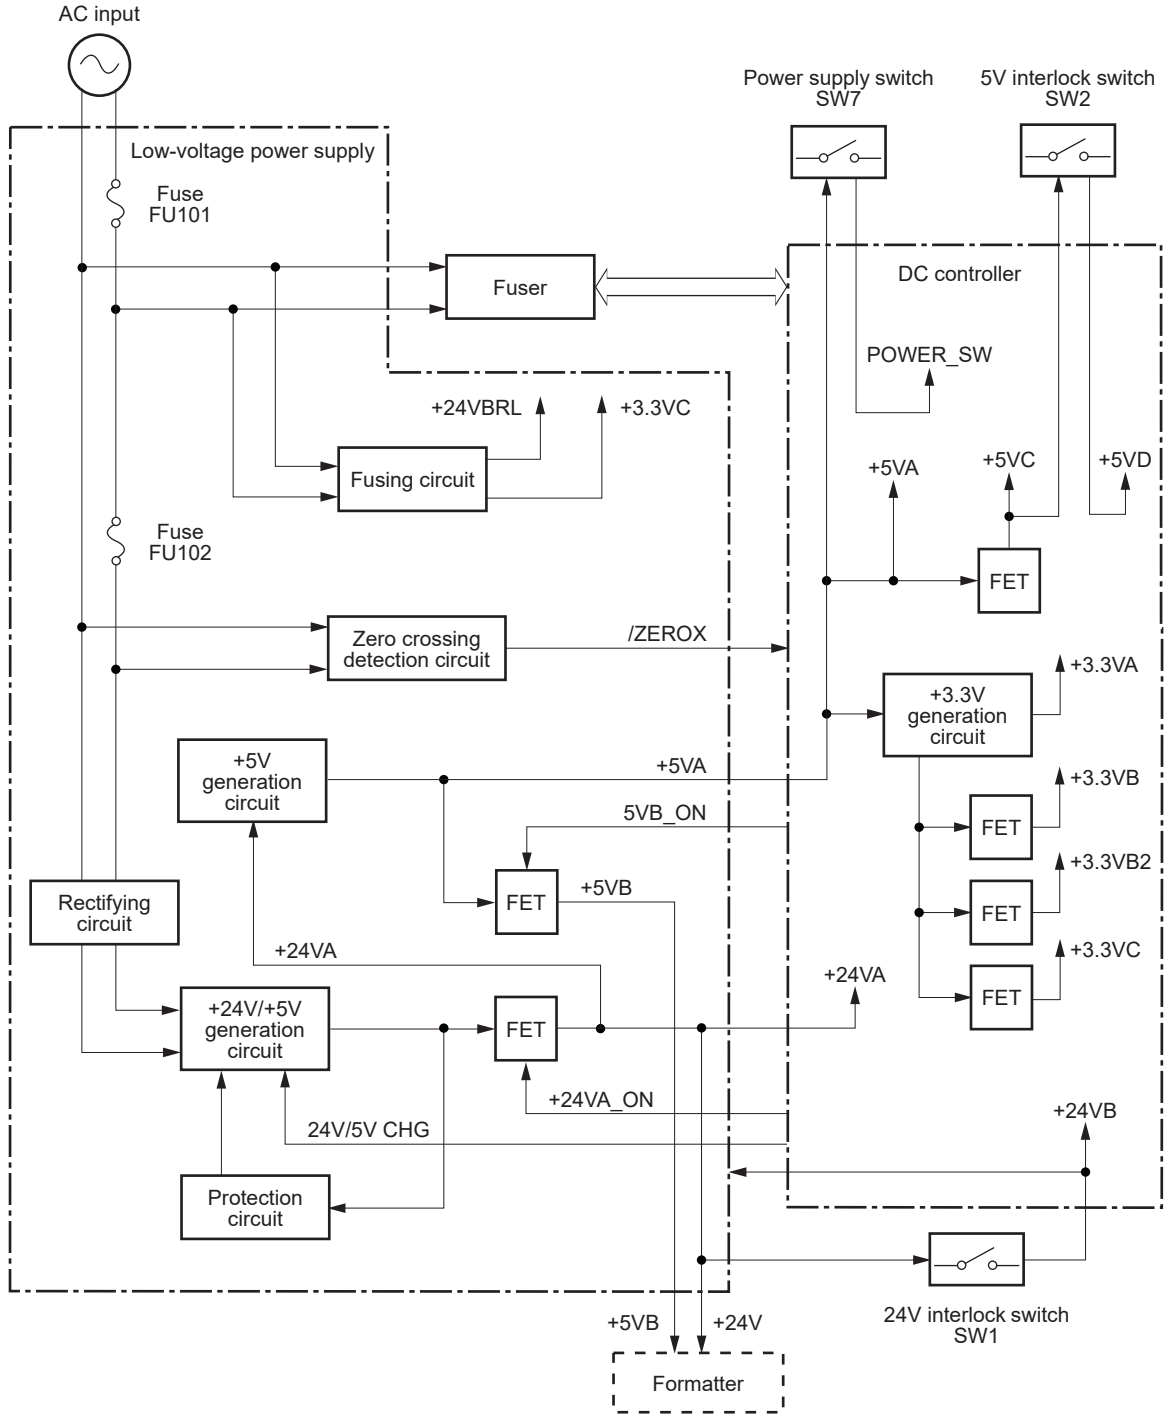 AC input
Power supply switch
SW7
5V interlock switch
SW2
Low-voltage power supply
Fuse
FU101
Fuser
DC controller
POWER_SW
+24VBRL
+3.3VC
Fusing circuit
+5VA
+5VC
+5VD
Fuse
FU102
FET
Zero crossing
detection circuit
/ZEROX
+3.3V
generation
circuit
+3.3VA
+5V
generation
circuit
+5VA
5VB_ON
FET
+3.3VB
FET
+5VB
FET
+3.3VB2
Rectifying
circuit
+24VA
+24VA
FET
+3.3VC
+24V/+5V
generation
circuit
FET
+24VA_ON
24V/5V CHG
+24VB
Protection
circuit
24V interlock switch
SW1
+5VB
+24V
Formatter